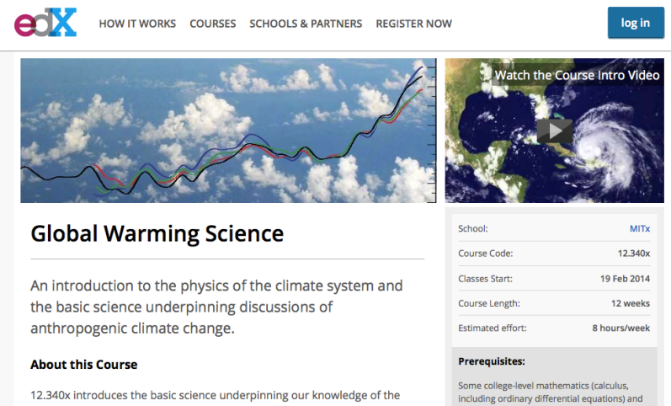 edX HOW IT WORKS COURSES SCHOOLS & PARTNERS REGISTER NOW log in
Watch the Course Intro Video
Global Warming Science
An introduction to the physics of the climate system and
the basic science underpinning discussions of
anthropogenic climate change.
About this Course
12.340x introduces the basic science underpinning our knowledge of the
School: MITx
Course Code: 12.340x
Classes Start: 19 Feb 2014
Course Length: 12 weeks
Estimated effort: 8 hours/week
Prerequisites:
Some college-level mathematics (calculus,
including ordinary differential equations) and